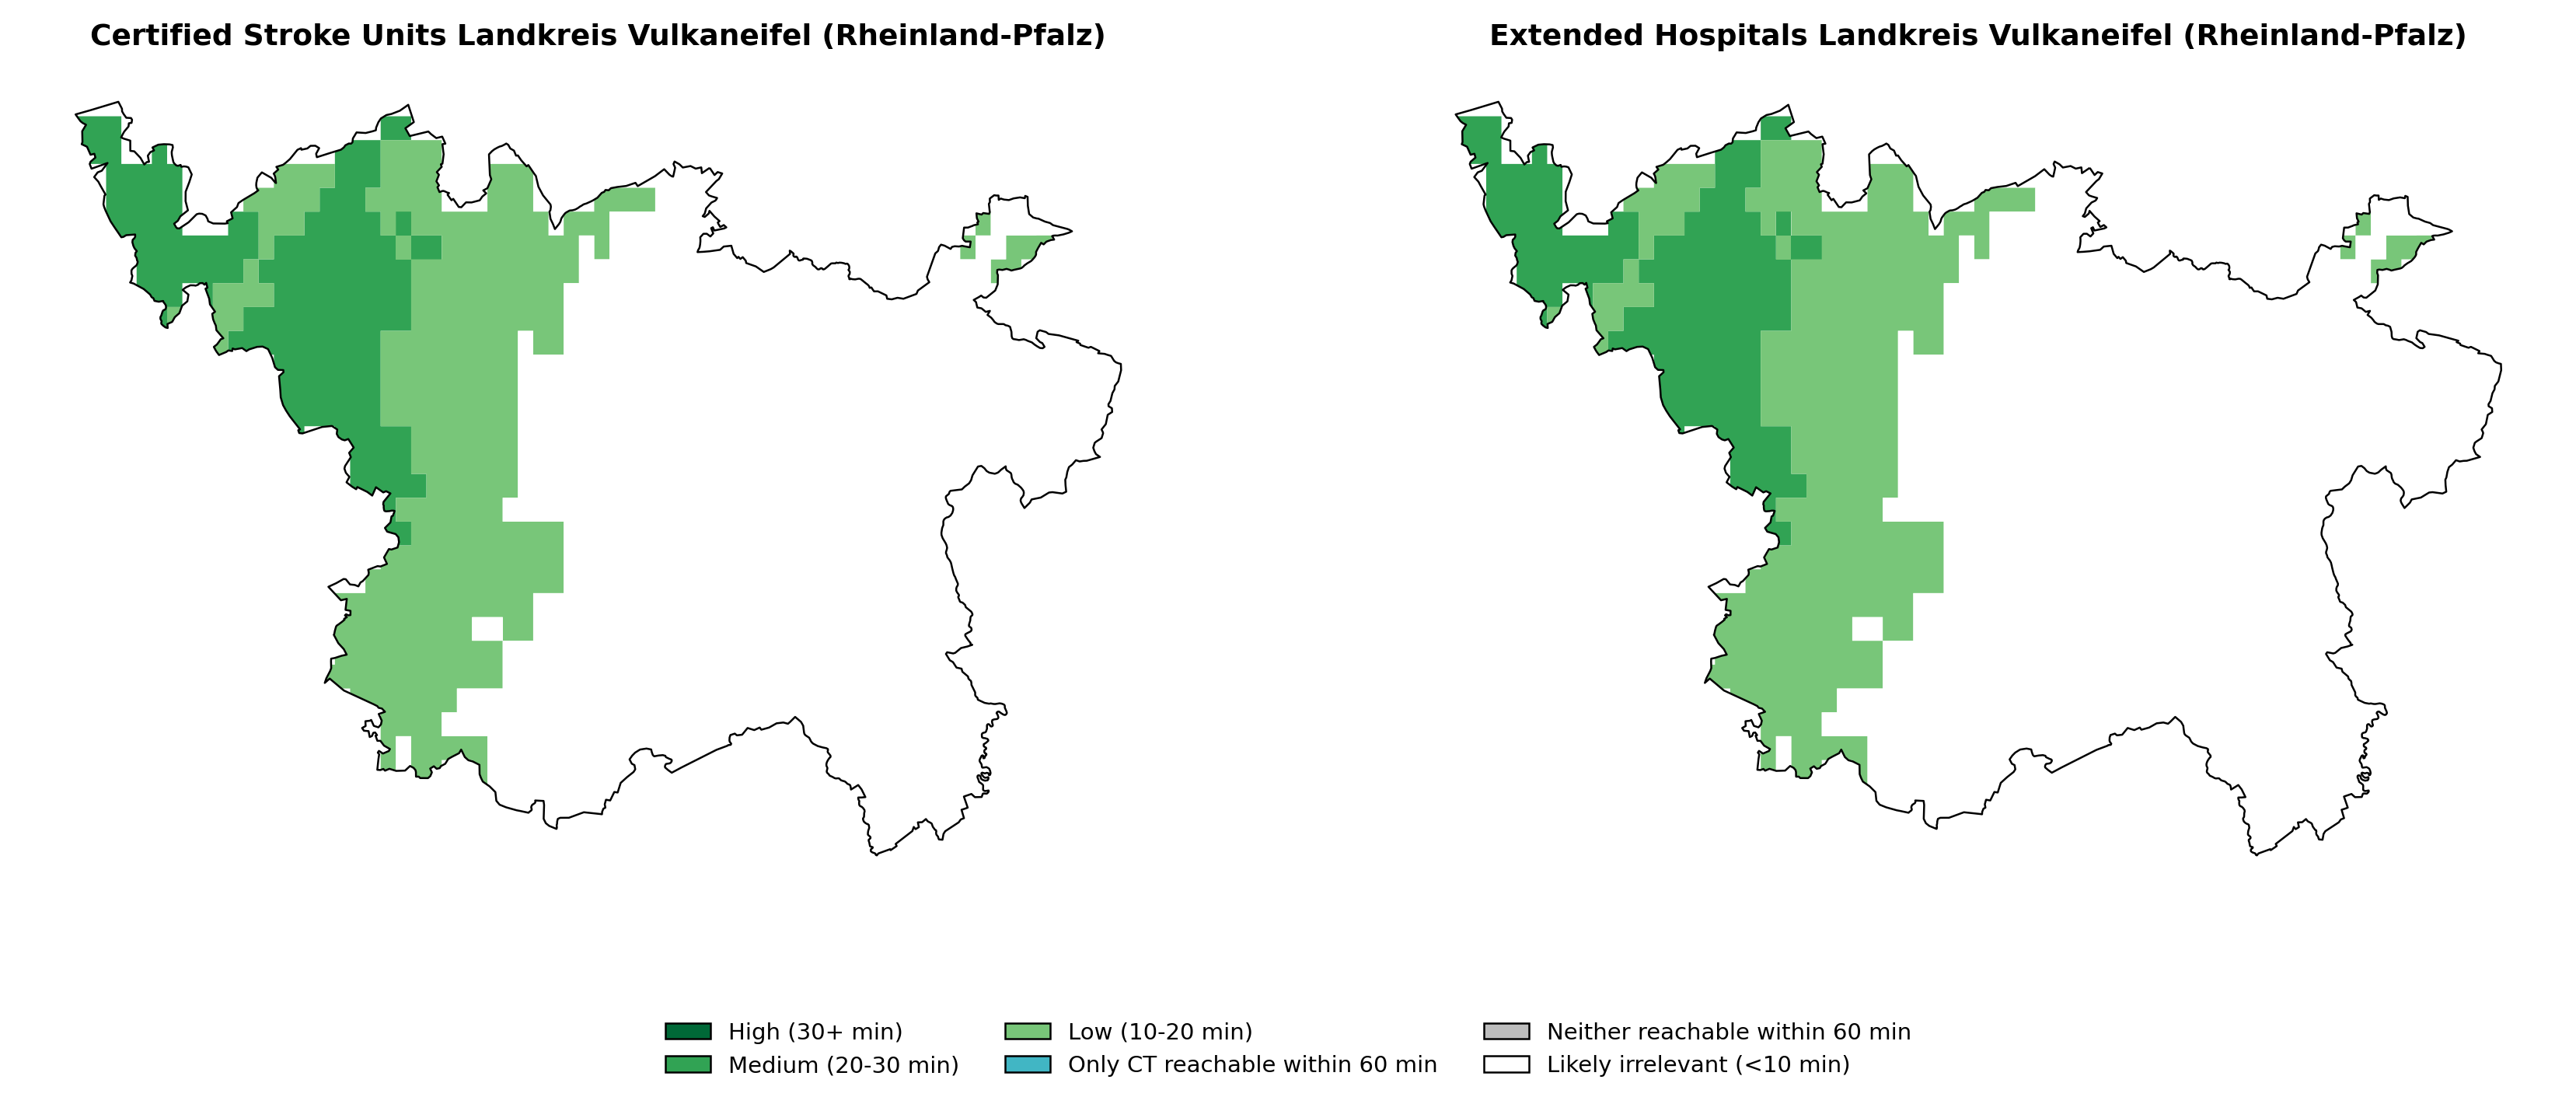 Certified Stroke Units Landkreis Vulkaneifel (Rheinland-Pfalz)
Extended Hospitals Landkreis Vulkaneifel (Rheinland-Pfalz)
High (30+ min)
Medium (20-30 min)
Low (10-20 min)
Only CT reachable within 60 min
Neither reachable within 60 min
Likely irrelevant (<10 min)